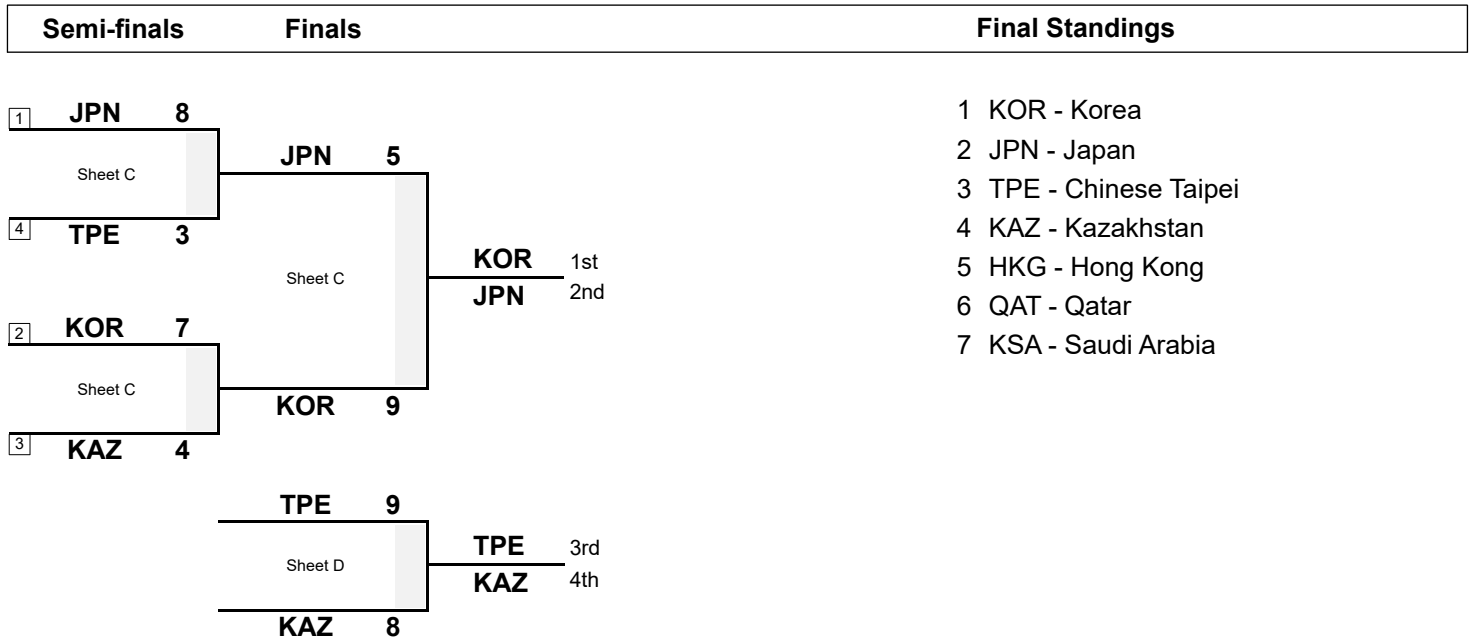 Semi-finals Finals Final Standings
1 JPN 8
Sheet C
4 TPE 3
2 KOR 7
Sheet C
3 KAZ 4
JPN 5
Sheet C
KOR 9
KOR 1st
JPN 2nd
TPE 9
Sheet D
KAZ 8
TPE 3rd
KAZ 4th
1 KOR - Korea
2 JPN - Japan
3 TPE - Chinese Taipei
4 KAZ - Kazakhstan
5 HKG - Hong Kong
6 QAT - Qatar
7 KSA - Saudi Arabia